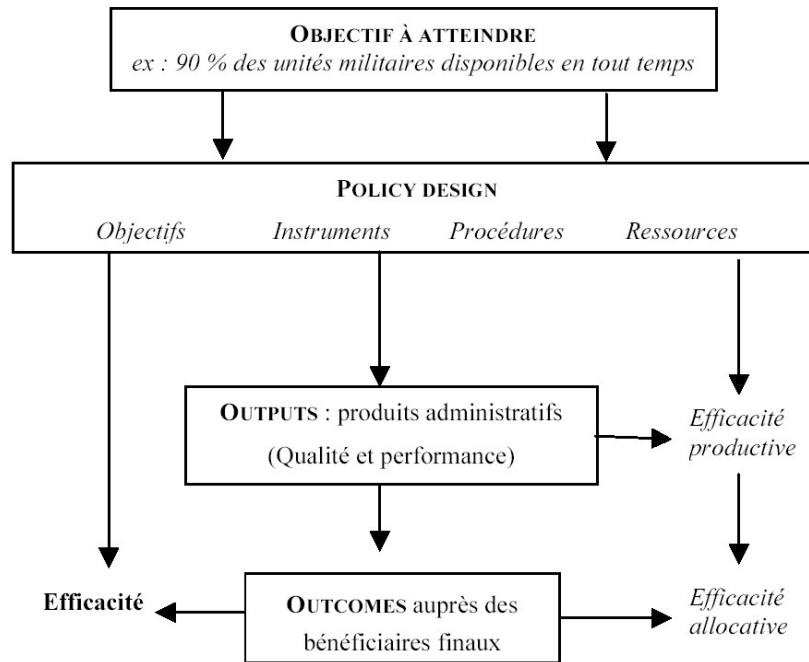 OBJECTIF À ATTEINDRE
ex : 90 % des unités militaires disponibles en tout temps
POLICY DESIGN
Objectifs Instruments Procédures Ressources
OUTPUTS : produits administratifs
(Qualité et performance)
Efficacité
productive
Efficacité
OUTCOMES auprès des
bénéficiaires finaux
Efficacité
allocative